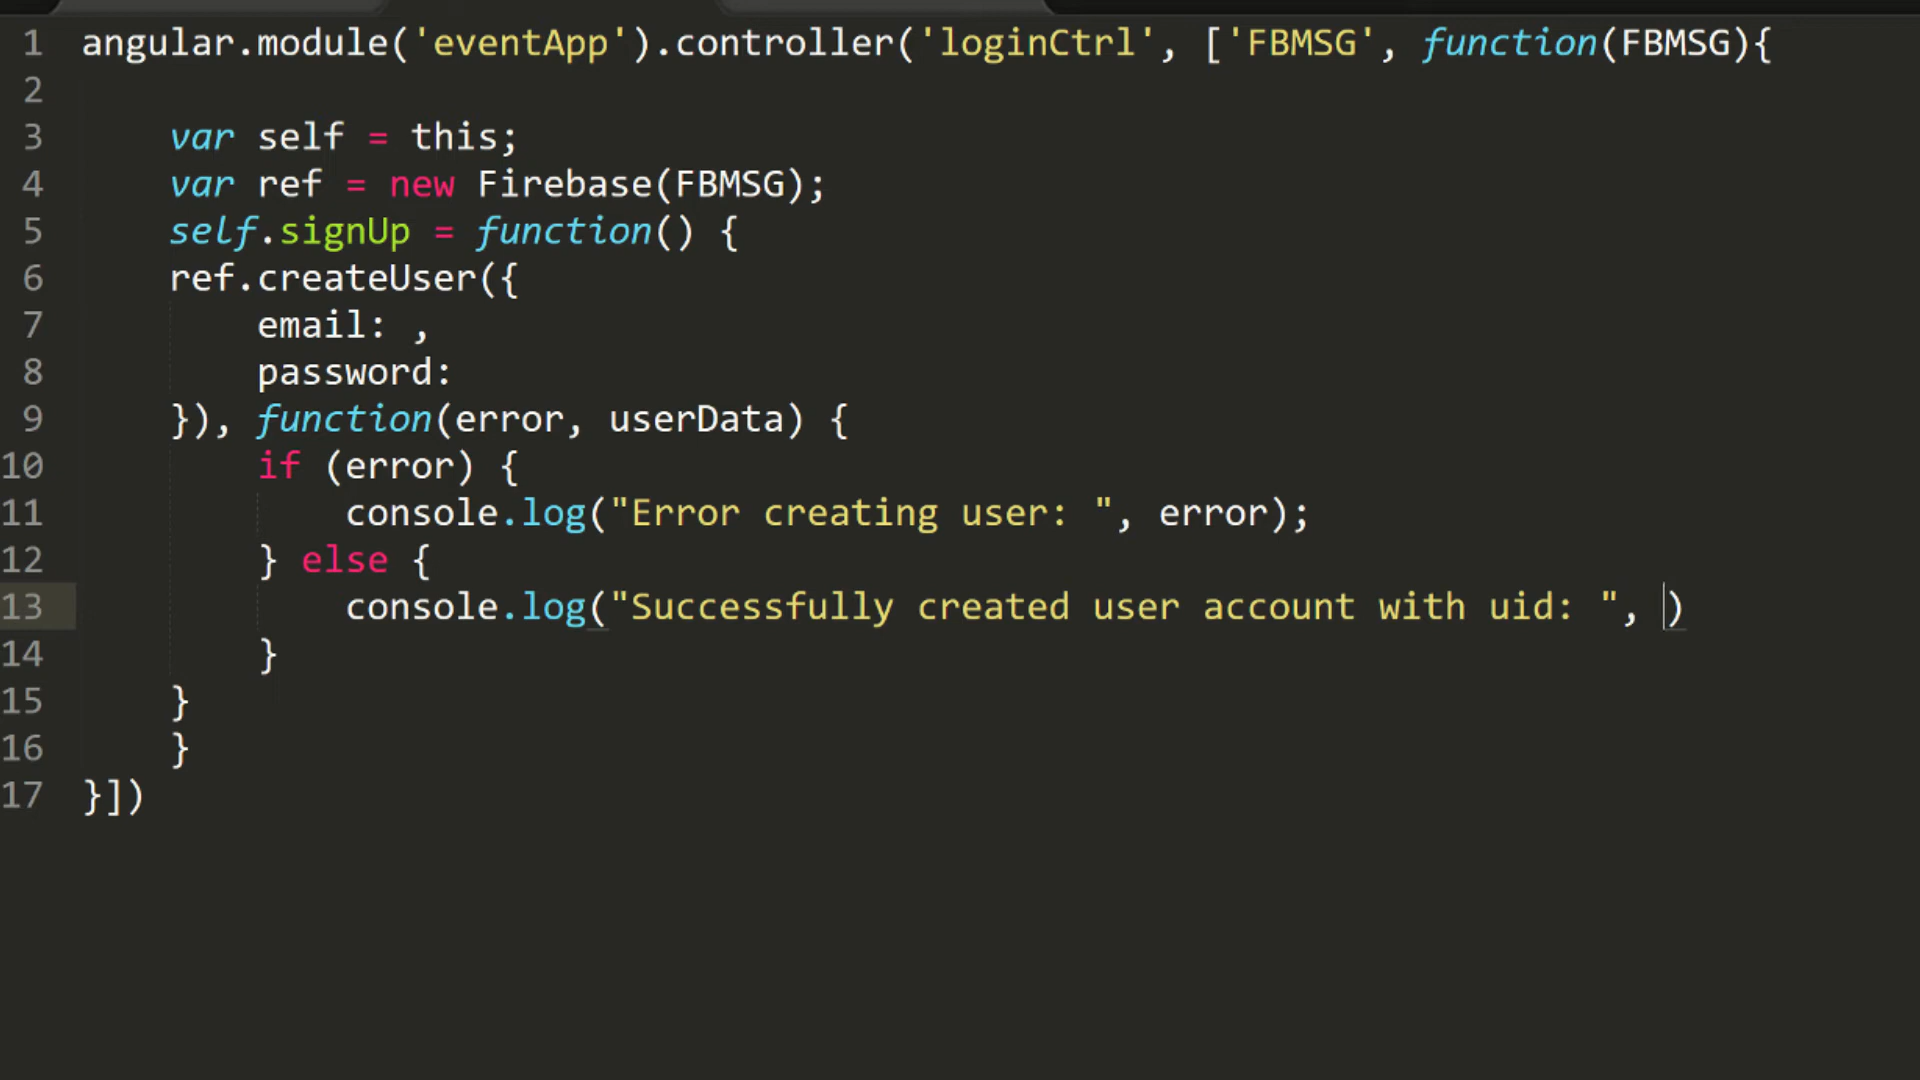 1 angular.module('eventApp').controller('loginCtrl', ['FBMSG', function(FBMSG){
2
3 var self = this;
4 var ref = new Firebase(FBMSG);
5 self.signUp = function() {
6 ref.createUser({
7 email: ,
8 password:
9 }), function(error, userData) {
10 if (error) {
11 console.log("Error creating user: ", error);
12 } else {
13 console.log("Successfully created user account with uid: ", )
14 }
15 }
16 }
17 }])